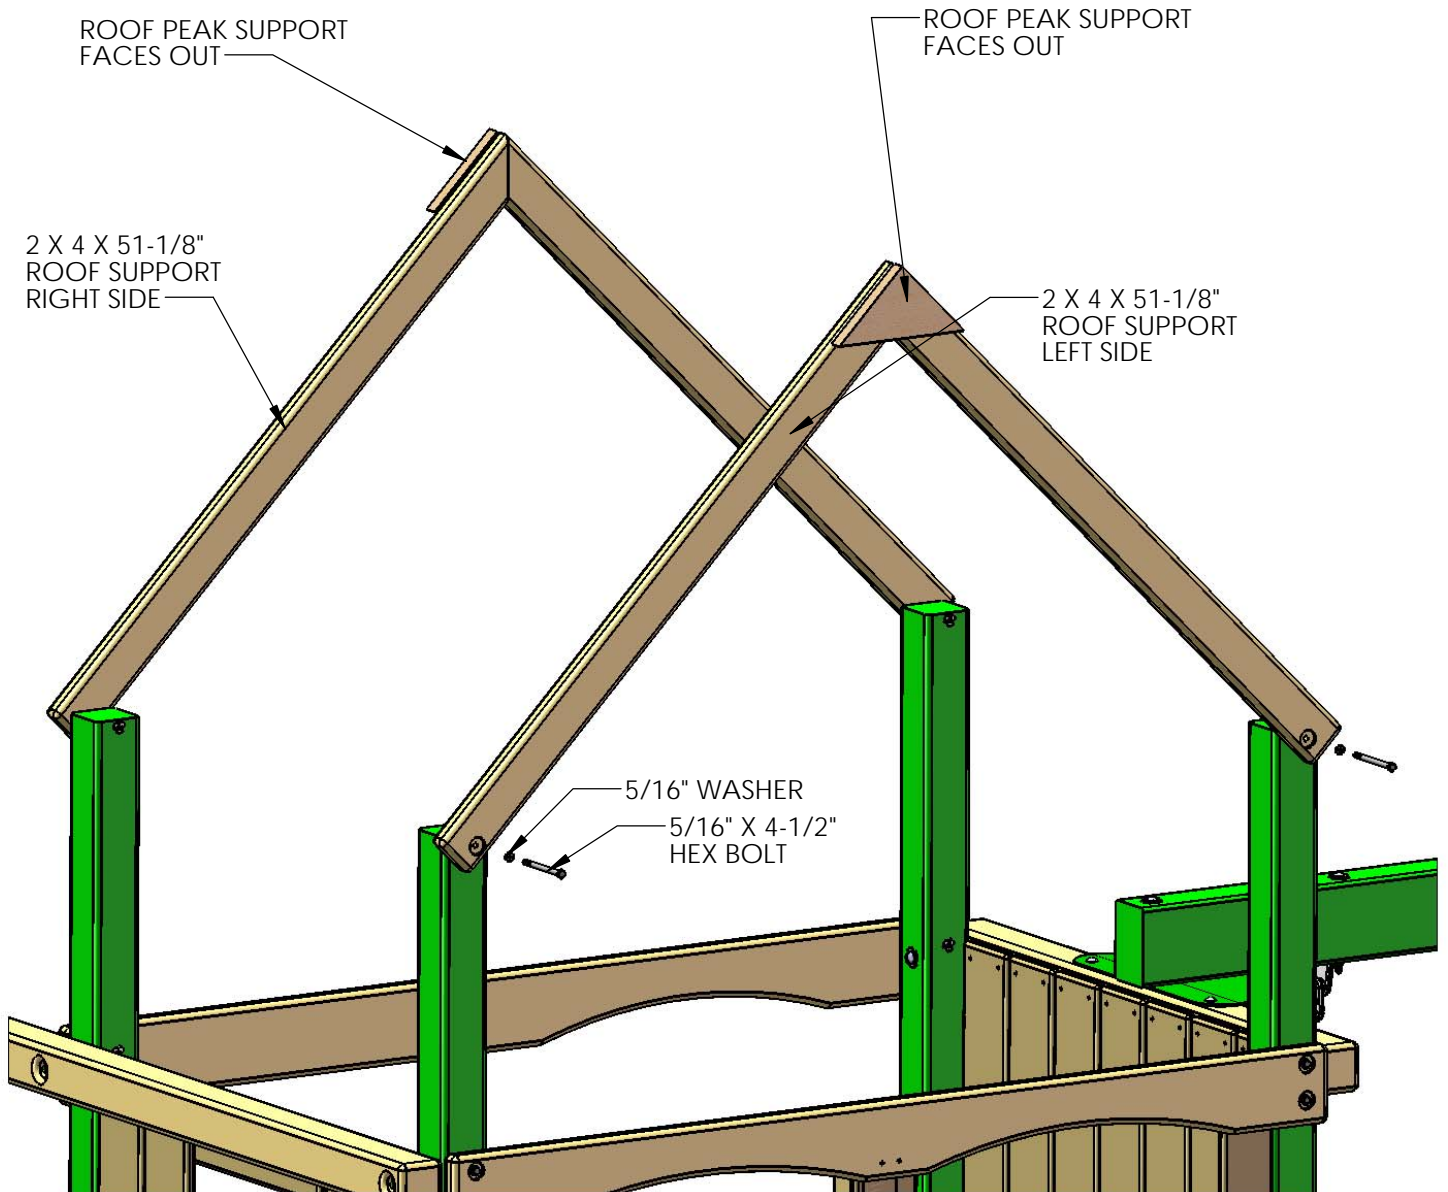 ROOF PEAK SUPPORT
FACES OUT
ROOF PEAK SUPPORT
FACES OUT
2 X 4 X 51-1/8"
ROOF SUPPORT
RIGHT SIDE
2 X 4 X 51-1/8"
ROOF SUPPORT
LEFT SIDE
5/16" WASHER
5/16" X 4-1/2"
HEX BOLT